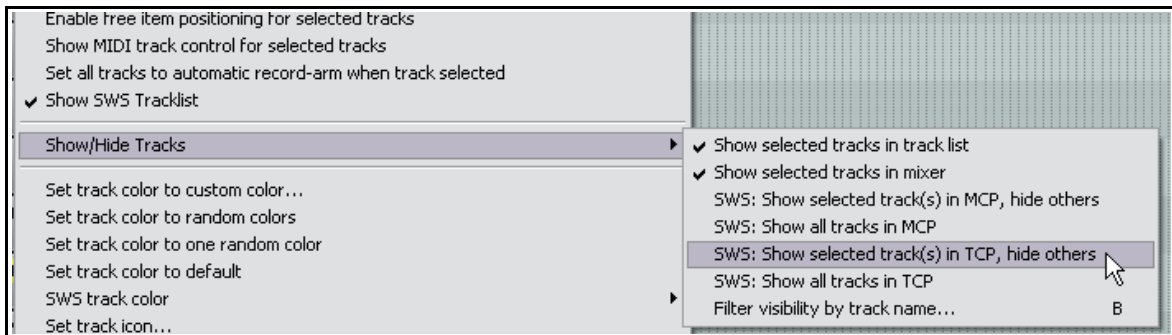 Enable free item positioning for selected tracks
Show MIDI track control for selected tracks
Set all tracks to automatic record-arm when track selected
Show SWS Tracklist
Show/Hide Tracks
Set track color to custom color...
Set track color to random colors
Set track color to one random color
Set track color to default
SWS track color
Set track icon...
Show selected tracks in track list
Show selected tracks in mixer
SWS: Show selected track(s) in MCP, hide others
SWS: Show all tracks in MCP
SWS: Show selected track(s) in TCP, hide others
SWS: Show all tracks in TCP
Filter visibility by track name... B